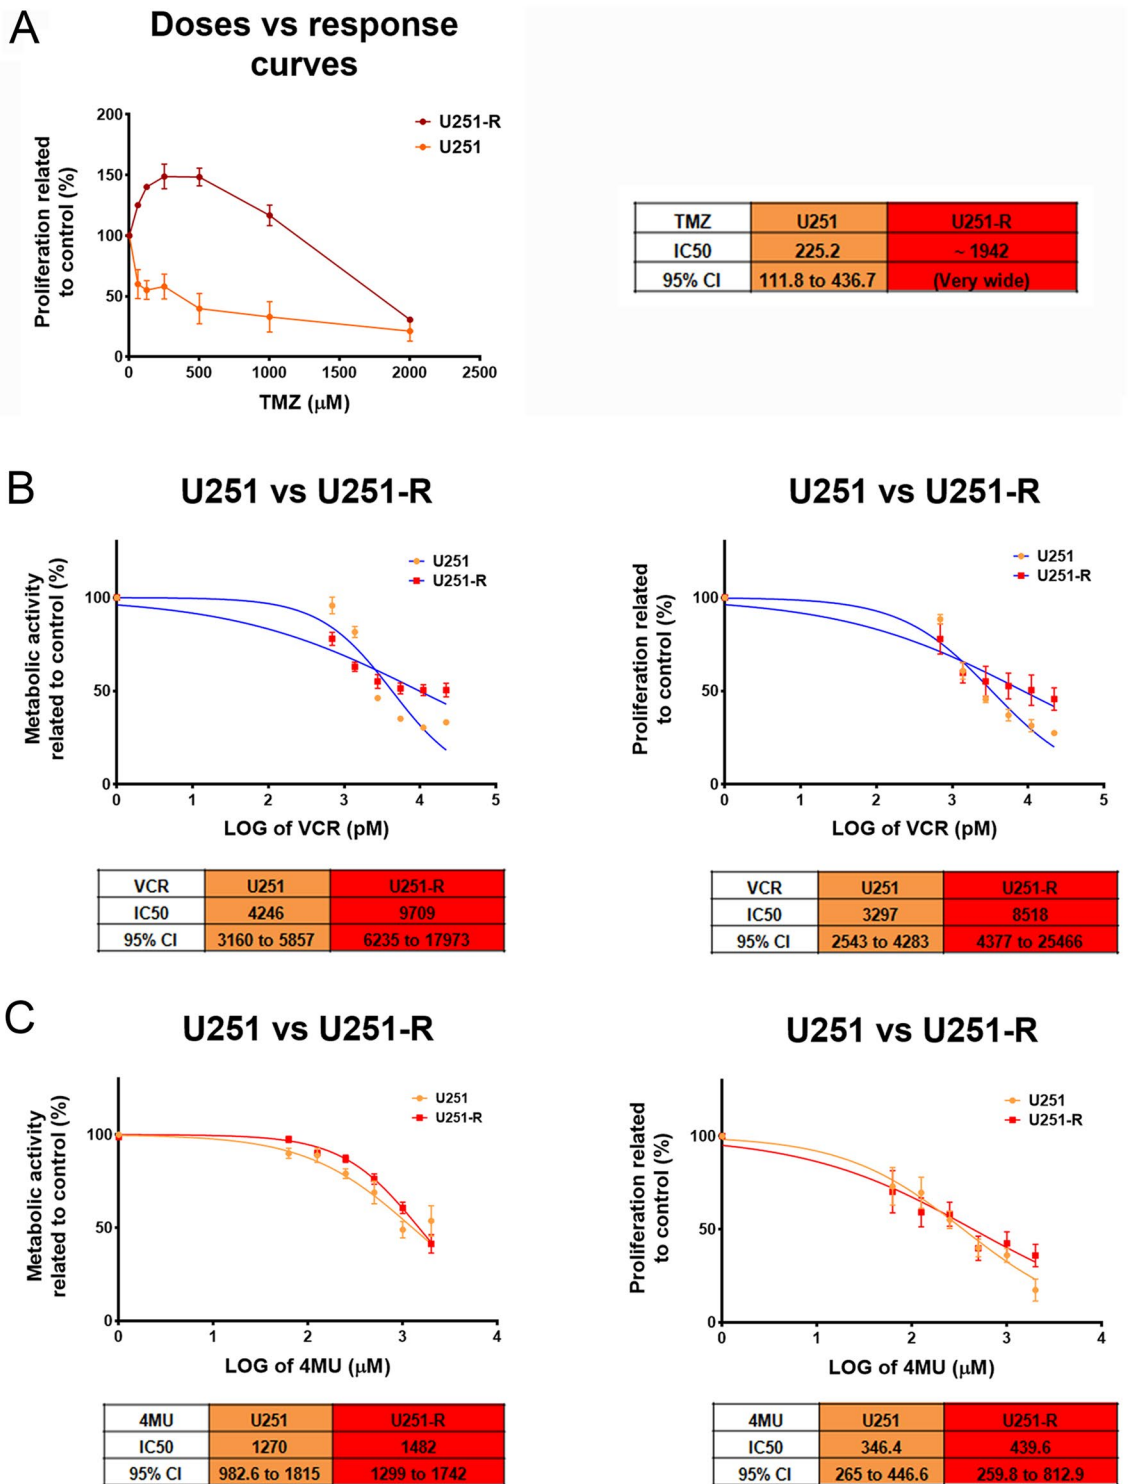 A
Doses vs response
curves
Proliferation related
to control (%)
200
150
100
50
0
0 500 1000 1500 2000 2500
TMZ (µM)
U251-R
U251
TMZ U251 U251-R
IC50 225.2 ~ 1942
95% CI 111.8 to 436.7 (Very wide)
B
U251 vs U251-R
Metabolic activity
related to control (%)
100
50
0
0 1 2 3 4 5
LOG of VCR (pM)
U251
U251-R
VCR U251 U251-R
IC50 4246 9709
95% CI 3160 to 5857 6235 to 17973
U251 vs U251-R
Proliferation related
to control (%)
100
50
0
0 1 2 3 4 5
LOG of VCR (pM)
U251
U251-R
VCR U251 U251-R
IC50 3297 8518
95% CI 2543 to 4283 4377 to 25466
C
U251 vs U251-R
Metabolic activity
related to control (%)
100
50
0
0 1 2 3 4
LOG of 4MU (µM)
U251
U251-R
4MU U251 U251-R
IC50 1270 1482
95% CI 982.6 to 1815 1299 to 1742
U251 vs U251-R
Proliferation related
to control (%)
100
50
0
0 1 2 3 4
LOG of 4MU (µM)
U251
U251-R
4MU U251 U251-R
IC50 346.4 439.6
95% CI 265 to 446.6 259.8 to 812.9